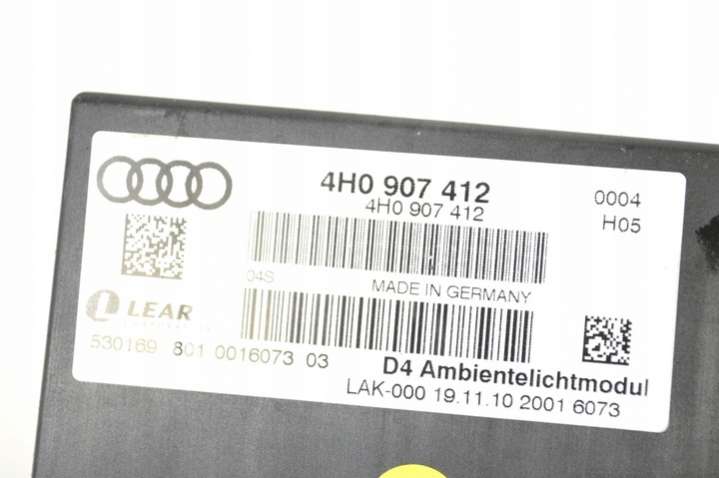 4H0 907 412
4H0 907 412
0004
H05
04S
MADE IN GERMANY
LEAR
530169 801 0016073 03
D4 Ambientelichtmodul
LAK-000 19.11.10 2001 6073